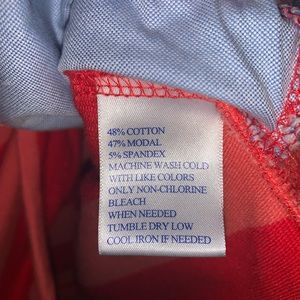 48% COTTON
47% MODAL
5% SPANDEX
MACHINE WASH COLD
WITH LIKE COLORS
ONLY NON-CHLORINE
BLEACH
WHEN NEEDED
TUMBLE DRY LOW
COOL IRON IF NEEDED